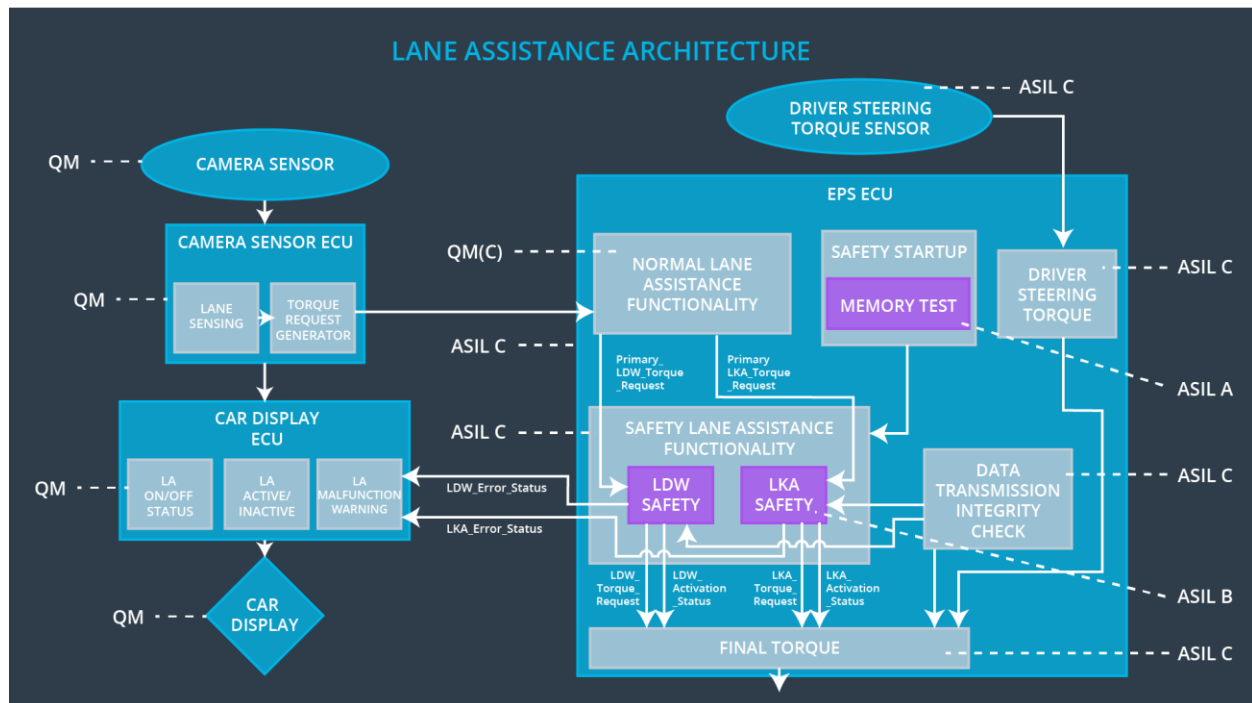 LANE ASSISTANCE ARCHITECTURE
ASIL C
DRIVER STEERING
TORQUE SENSOR
QM
CAMERA SENSOR
EPS ECU
CAMERA SENSOR ECU
QM
LANE
SENSING
TORQUE
REQUEST
GENERATOR
QM(C)
NORMAL LANE
ASSISTANCE
FUNCTIONALITY
SAFETY STARTUP
MEMORY TEST
DRIVER
STEERING
TORQUE
ASIL C
ASIL C
Primary_
LDW_Torque
_Request
Primary
LKA_Torque
_Request
ASIL A
CAR DISPLAY
ECU
QM
LA
ON/OFF
STATUS
LA
ACTIVE/
INACTIVE
LA
MALFUNCTION
WARNING
ASIL C
SAFETY LANE ASSISTANCE
FUNCTIONALITY
LDW
SAFETY
LKA
SAFETY
LDW_Error_Status
LKA_Error_Status
DATA
TRANSMISSION
INTEGRITY
CHECK
ASIL C
LDW_
Torque_
Request
LDW_
Activation
_Status
LKA_
Torque_
Request
LKA_
Activation
_Status
ASIL B
QM
CAR
DISPLAY
FINAL TORQUE
ASIL C